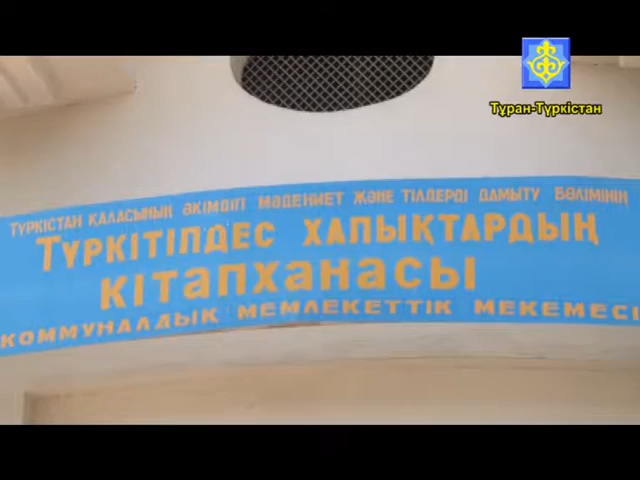 Тұран-Түркістан
ТҮРКІСТАН ҚАЛАСЫНЫҢ ӘКІМДІГІ МӘДЕНИЕТ ЖӘНЕ ТІЛДЕРДІ ДАМЫТУ БӨЛІМІНІҢ
ТҮРКІТІЛДЕС ХАЛЫҚТАРДЫҢ
КІТАПХАНАСЫ
КОММУНАЛДЫҚ МЕМЛЕКЕТТІК МЕКЕМЕСІ